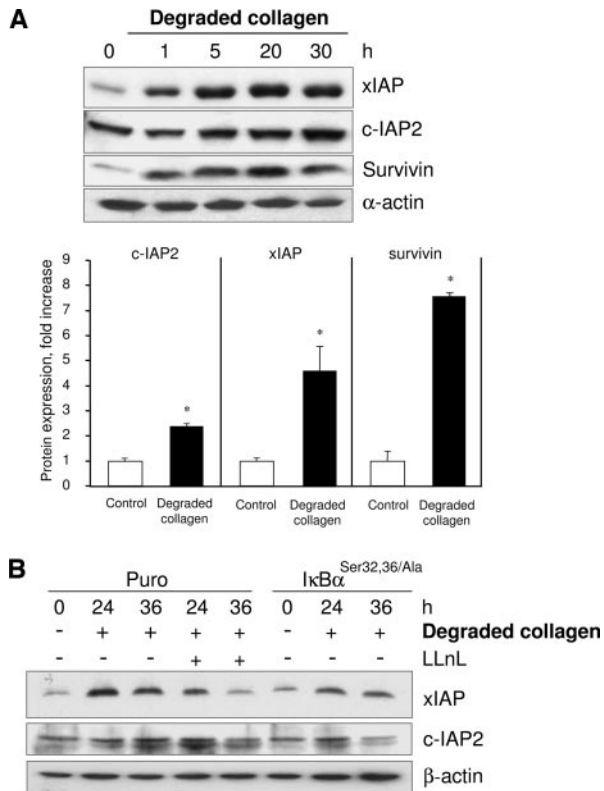 A
Degraded collagen
0 1 5 20 30 h
xIAP
c-IAP2
Survivin
α-actin
c-IAP2 xIAP survivin
Protein expression, fold increase
9
8
7
6
5
4
3
2
1
0
* * *
Control Degraded collagen Control Degraded collagen Control Degraded collagen
B
Puro IκBα Ser32,36/Ala
0 24 36 24 36 0 24 36 h
- + + + + - + + Degraded collagen
- - - + + - - - LLnL
xIAP
c-IAP2
β-actin